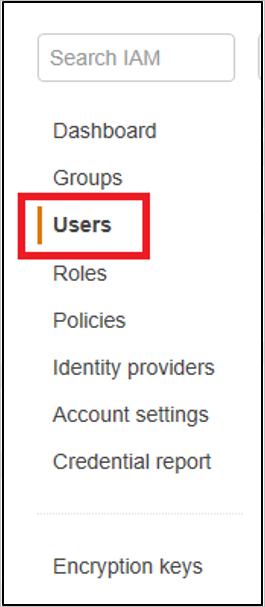 Search IAM
Dashboard
Groups
Users
Roles
Policies
Identity providers
Account settings
Credential report
Encryption keys